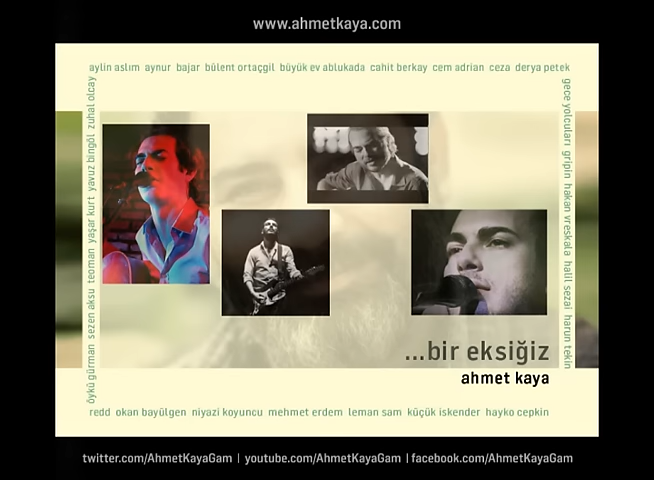 www.ahmetkaya.com
aylin aslım aynur bajar bülent ortaçgil büyük ev ablukada cahit berkay cem adrian ceza derya petek
gece yolcuları gripin hakan vreskala halil sezai harun tekin
öykü gürman sezen aksu teoman yaşar kurt yavuz bingöl zuhal olcay
...bir eksiğiz
ahmet kaya
redd okan bayülgen niyazi koyuncu mehmet erdem leman sam küçük iskender hayko cepkin
twitter.com/AhmetKayaGam | youtube.com/AhmetKayaGam | facebook.com/AhmetKayaGam